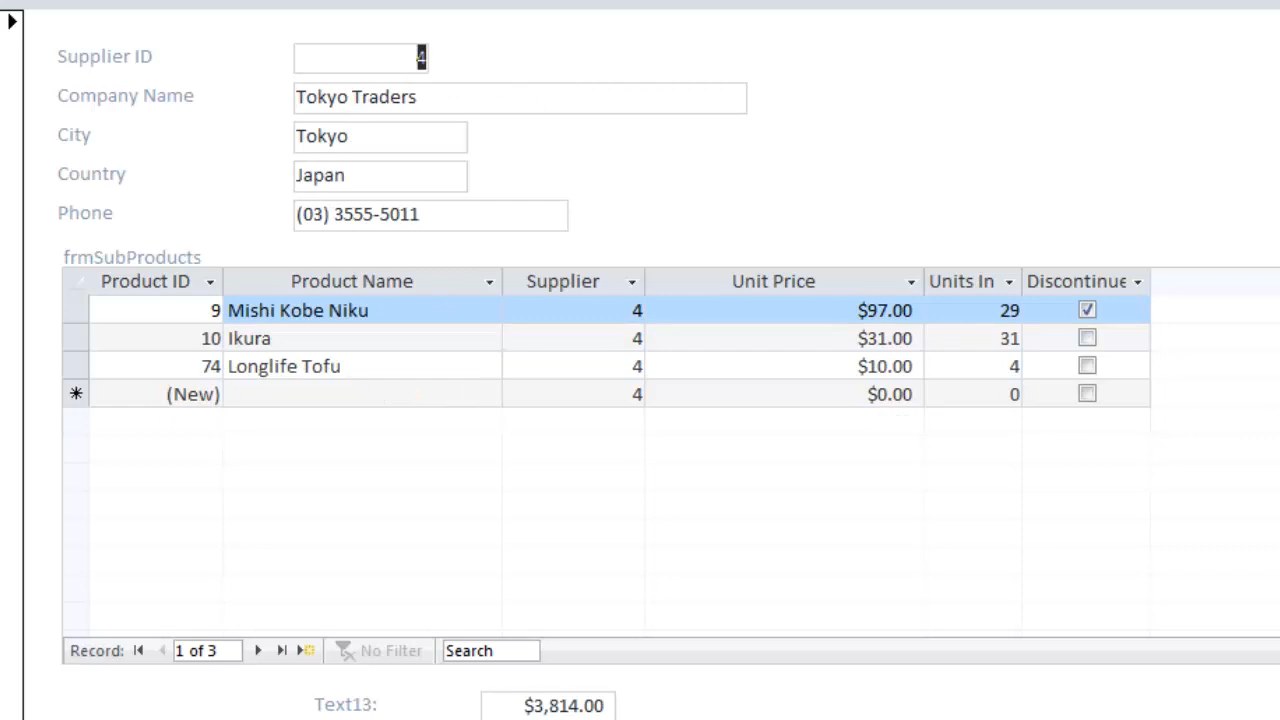 Supplier ID 4
Company Name Tokyo Traders
City Tokyo
Country Japan
Phone (03) 3555-5011
frmSubProducts
Product ID Product Name Supplier Unit Price Units In Discontinue
9 Mishi Kobe Niku 4 $97.00 29
10 Ikura 4 $31.00 31
74 Longlife Tofu 4 $10.00 4
(New) 4 $0.00 0
Record: 1 of 3 No Filter Search
Text13: $3,814.00